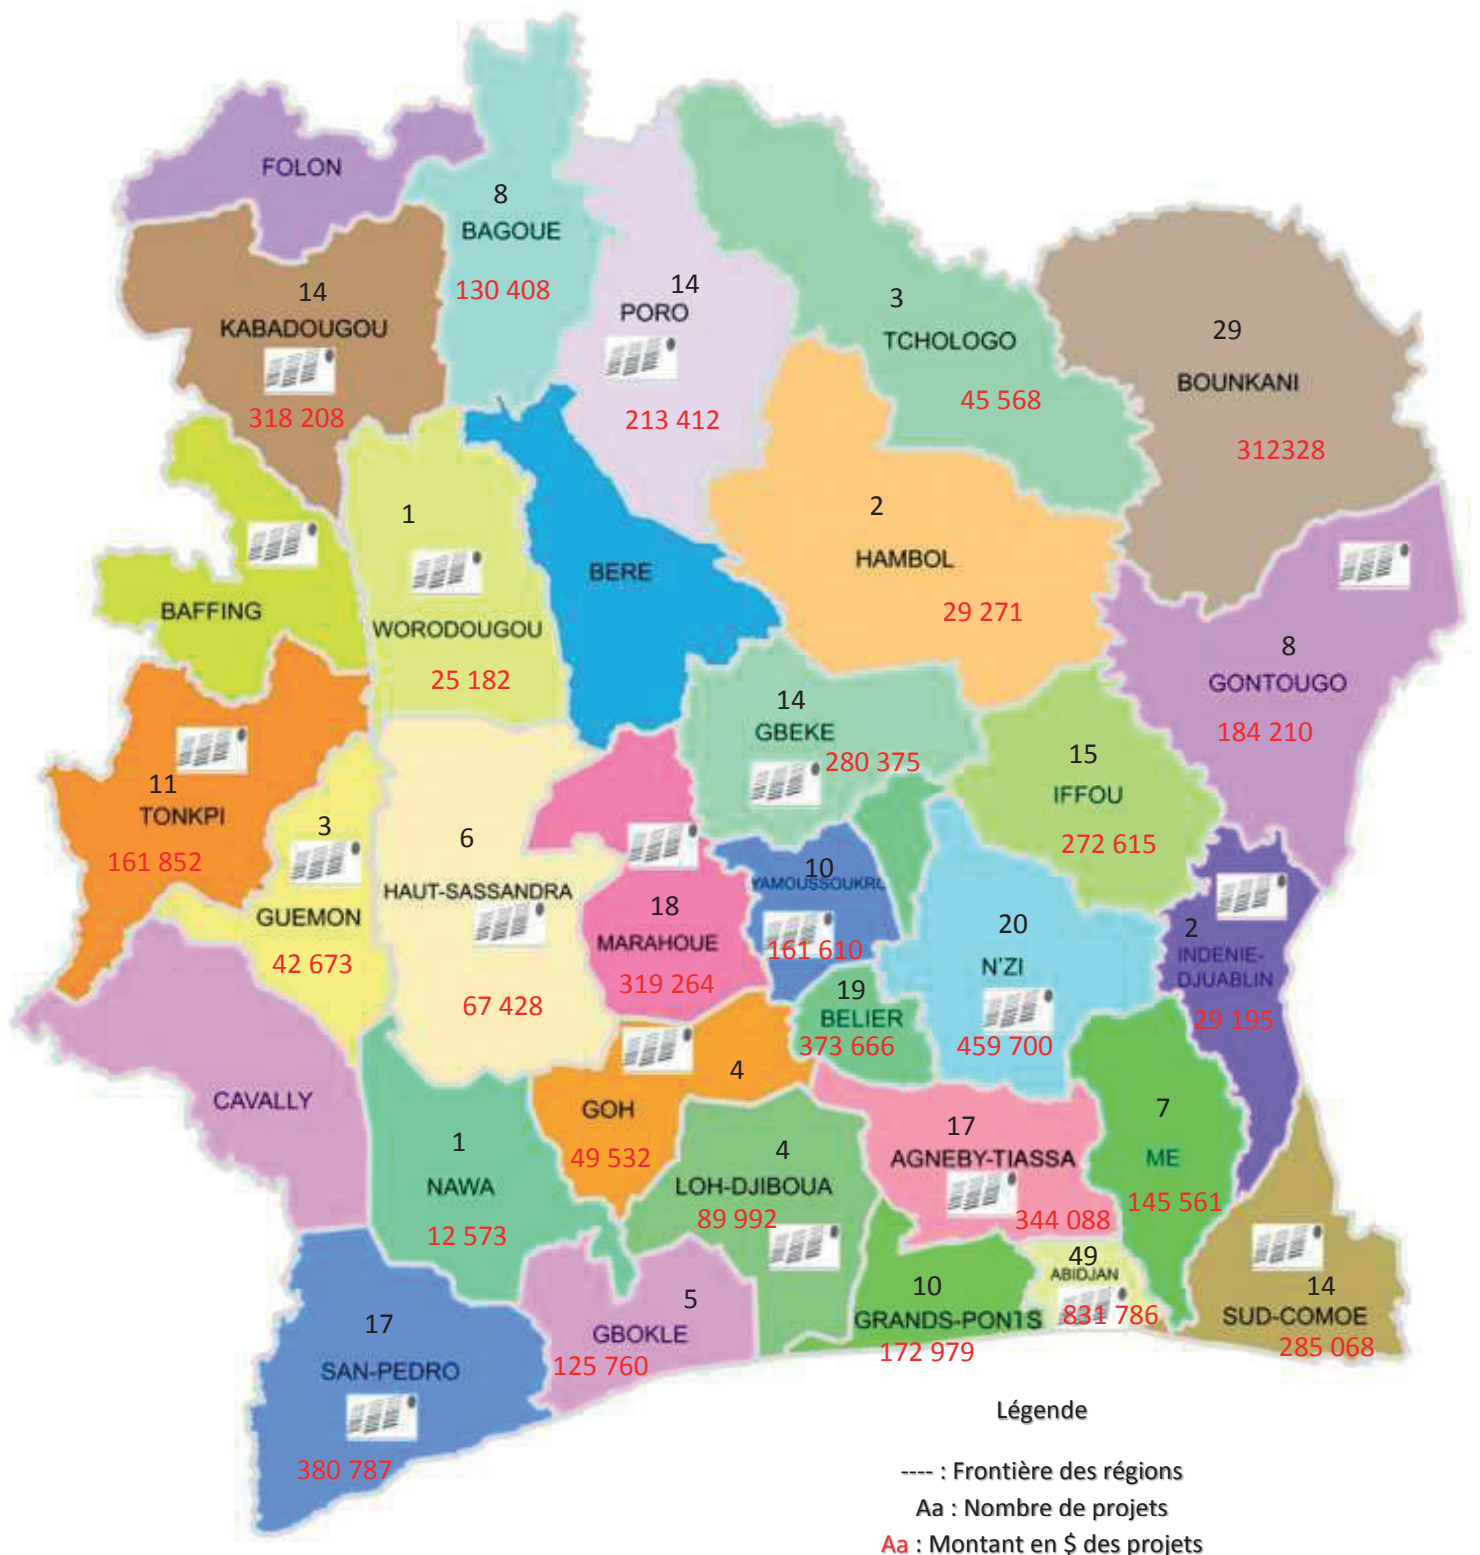 FOLON
8
BAGOUE
130 408
14
KABADOUGOU
318 208
14
PORO
213 412
3
TCHOLOGO
45 568
29
BOUNKANI
312328
1
WORODOUGOU
25 182
BERE
2
HAMBOL
29 271
BAFFING
8
GONTOUGO
184 210
14
GBEKE
280 375
15
IFFOU
272 615
11
TONKPI
161 852
3
GUEMON
42 673
6
HAUT-SASSANDRA
67 428
18
MARAHOUE
319 264
10
YAMOUSSOUKRO
161 610
20
N'ZI
459 700
2
INDENIE-
DJUABLIN
29 195
19
BELIER
373 666
CAVALLY
4
GOH
49 532
1
NAWA
12 573
4
LOH-DJIBOUA
89 992
17
AGNEBY-TIASSA
344 088
7
ME
145 561
17
SAN-PEDRO
380 787
5
GBOKLE
125 760
10
GRANDS-PONTS
172 979
49
ABIDJAN
831 786
14
SUD-COMOE
285 068
Légende
---- : Frontière des régions
Aa : Nombre de projets
Aa : Montant en $ des projets